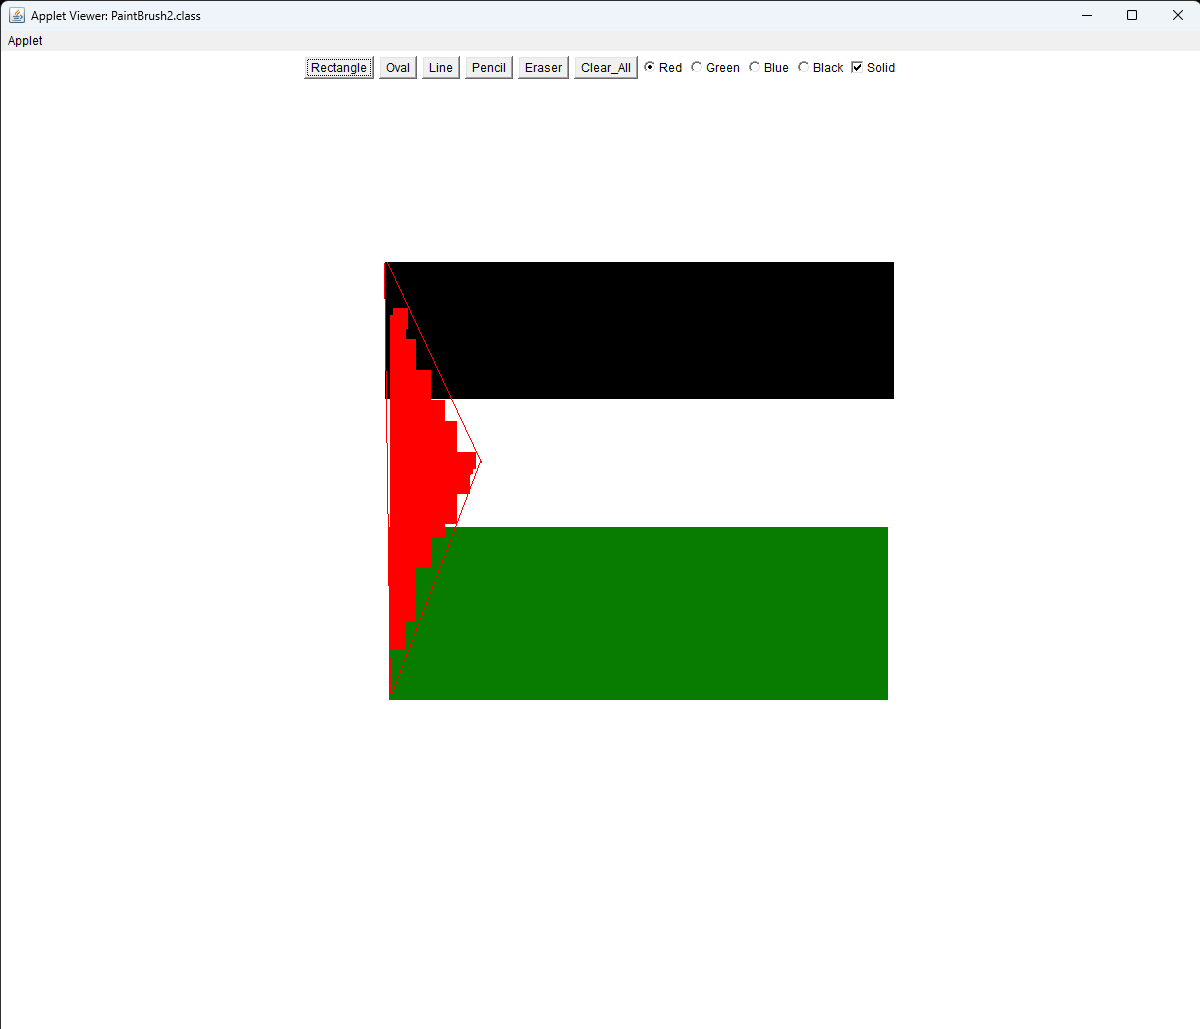 Applet Viewer: PaintBrush2.class
Applet
Rectangle Oval Line Pencil Eraser Clear_All Red Green Blue Black Solid